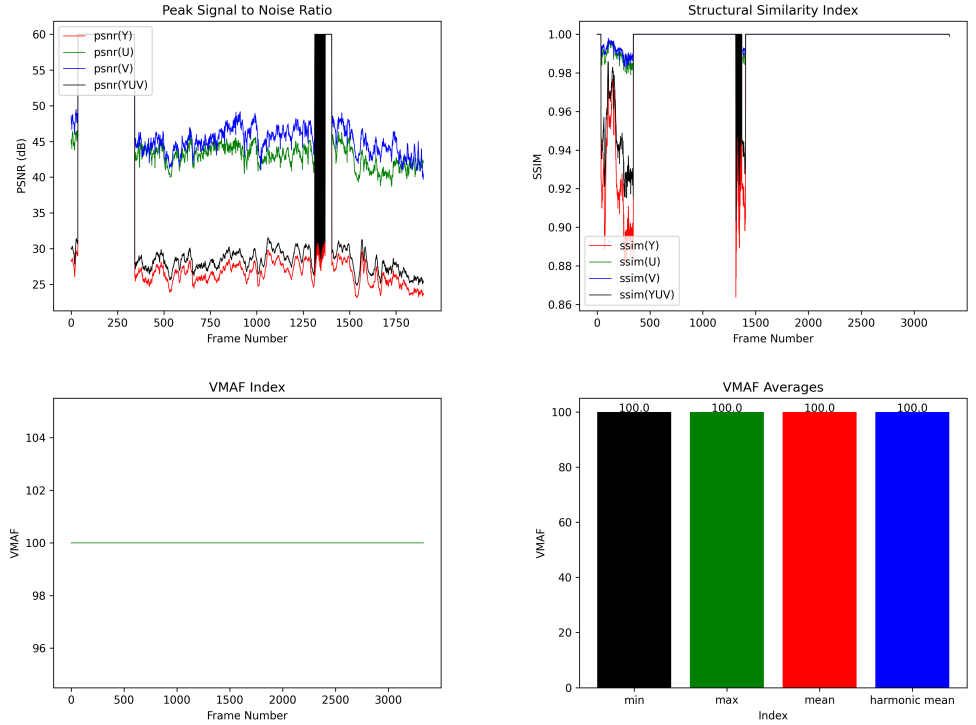 Peak Signal to Noise Ratio
60
55
50
45
40
35
30
25
PSNR (dB)
psnr(Y)
psnr(U)
psnr(V)
psnr(YUV)
0 250 500 750 1000 1250 1500 1750
Frame Number
Structural Similarity Index
1.00
0.98
0.96
0.94
0.92
0.90
0.88
0.86
SSIM
ssim(Y)
ssim(U)
ssim(V)
ssim(YUV)
0 500 1000 1500 2000 2500 3000
Frame Number
VMAF Index
104
102
100
98
96
VMAF
0 500 1000 1500 2000 2500 3000
Frame Number
VMAF Averages
100.0 100.0 100.0 100.0
100
80
60
40
20
0
VMAF
min max mean harmonic mean
Index